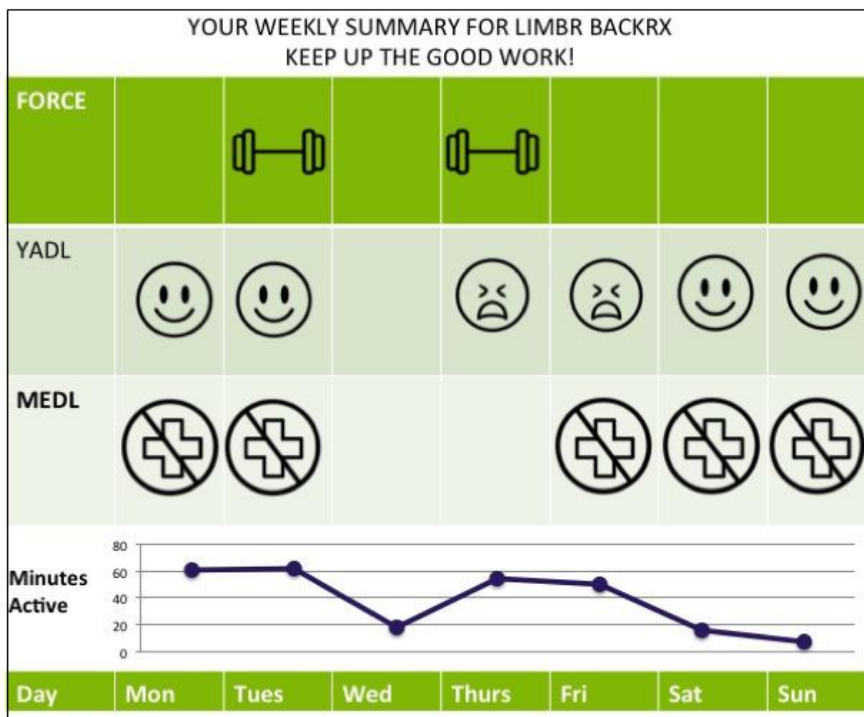 YOUR WEEKLY SUMMARY FOR LIMBR BACKRX
KEEP UP THE GOOD WORK!
FORCE
YADL
MEDL
Minutes
Active
80
60
40
20
0
Day Mon Tues Wed Thurs Fri Sat Sun